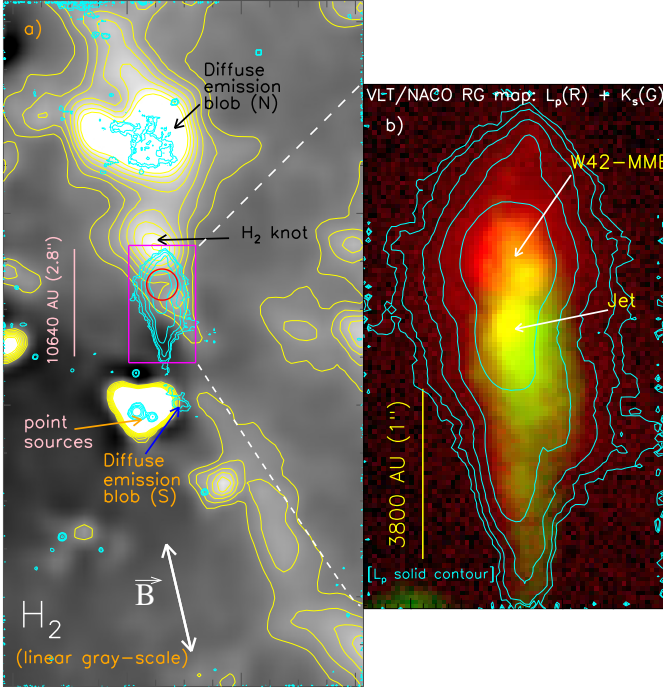 a)
Diffuse
emission
blob (N)
H₂ knot
10640 AU (2.8'')
point
sources
Diffuse
emission
blob (S)
B
H₂
(linear gray-scale)
VLT/NACO RG map: Lₚ(R) + Kₛ(G)
b)
W42-MME
Jet
3800 AU (1'')
[Lₚ solid contour]